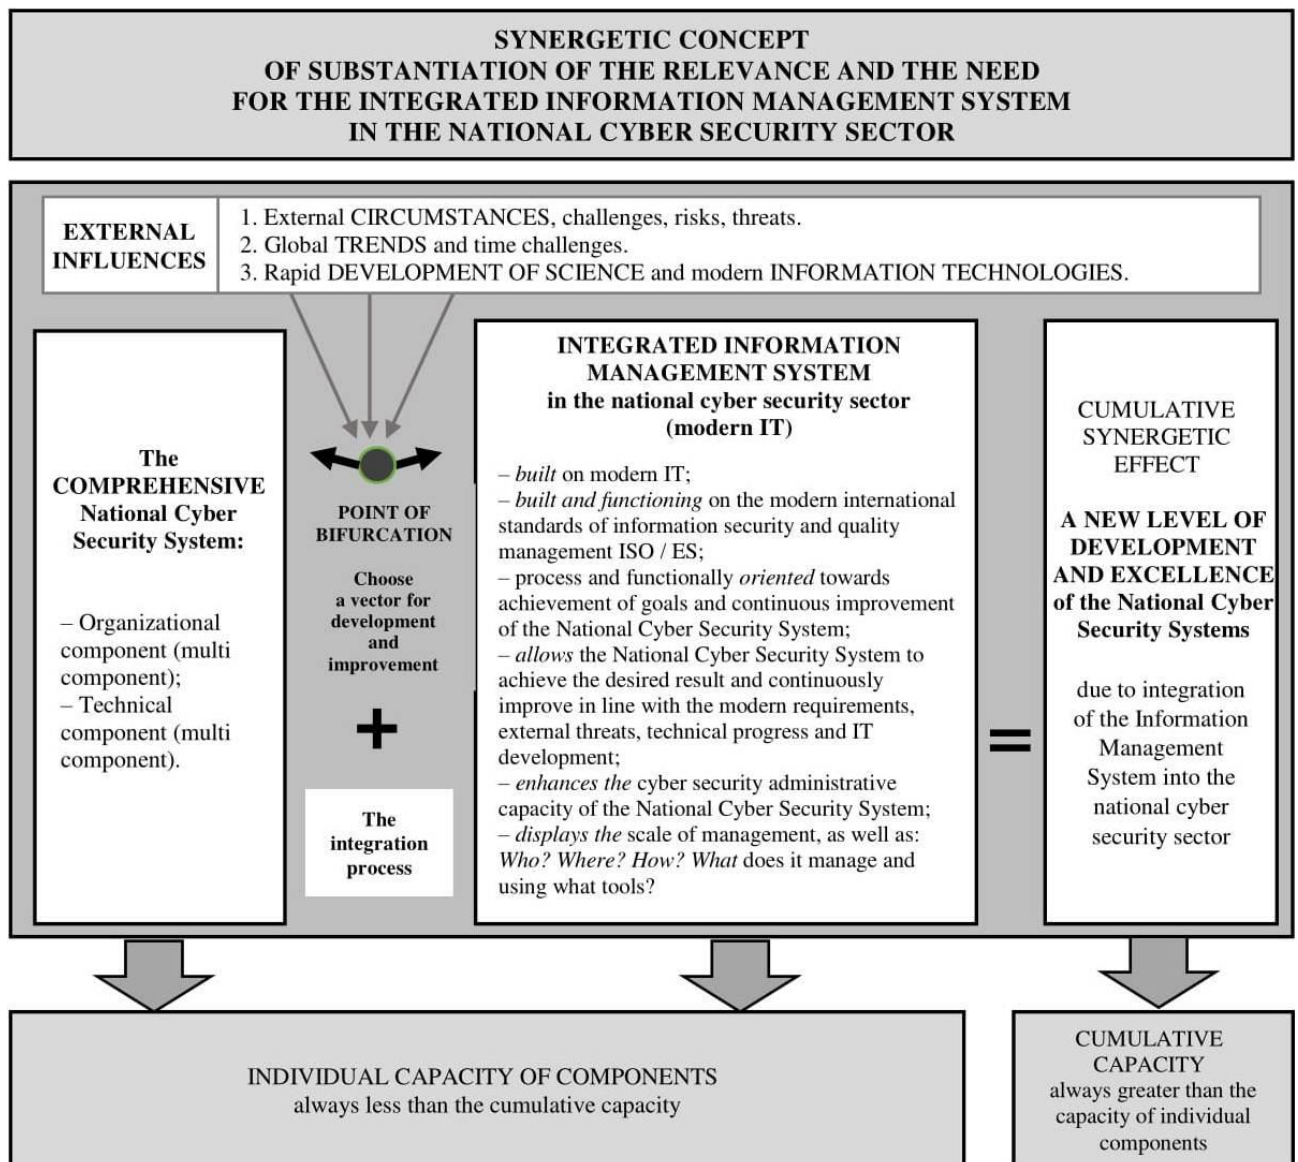 SYNERGETIC CONCEPT
OF SUBSTANTIATION OF THE RELEVANCE AND THE NEED
FOR THE INTEGRATED INFORMATION MANAGEMENT SYSTEM
IN THE NATIONAL CYBER SECURITY SECTOR
EXTERNAL
INFLUENCES
1. External CIRCUMSTANCES, challenges, risks, threats.
2. Global TRENDS and time challenges.
3. Rapid DEVELOPMENT OF SCIENCE and modern INFORMATION TECHNOLOGIES.
The
COMPREHENSIVE
National Cyber
Security System:
– Organizational
component (multi
component);
– Technical
component (multi
component).
POINT OF
BIFURCATION
Choose
a vector for
development
and
improvement
+
The
integration
process
INTEGRATED INFORMATION
MANAGEMENT SYSTEM
in the national cyber security sector
(modern IT)
– built on modern IT;
– built and functioning on the modern international
standards of information security and quality
management ISO / ES;
– process and functionally oriented towards
achievement of goals and continuous improvement
of the National Cyber Security System;
– allows the National Cyber Security System to
achieve the desired result and continuously
improve in line with the modern requirements,
external threats, technical progress and IT
development;
– enhances the cyber security administrative
capacity of the National Cyber Security System;
– displays the scale of management, as well as:
Who? Where? How? What does it manage and
using what tools?
=
CUMULATIVE
SYNERGETIC
EFFECT
A NEW LEVEL OF
DEVELOPMENT
AND EXCELLENCE
of the National Cyber
Security Systems
due to integration
of the Information
Management
System into the
national cyber
security sector
INDIVIDUAL CAPACITY OF COMPONENTS
always less than the cumulative capacity
CUMULATIVE
CAPACITY
always greater than the
capacity of individual
components